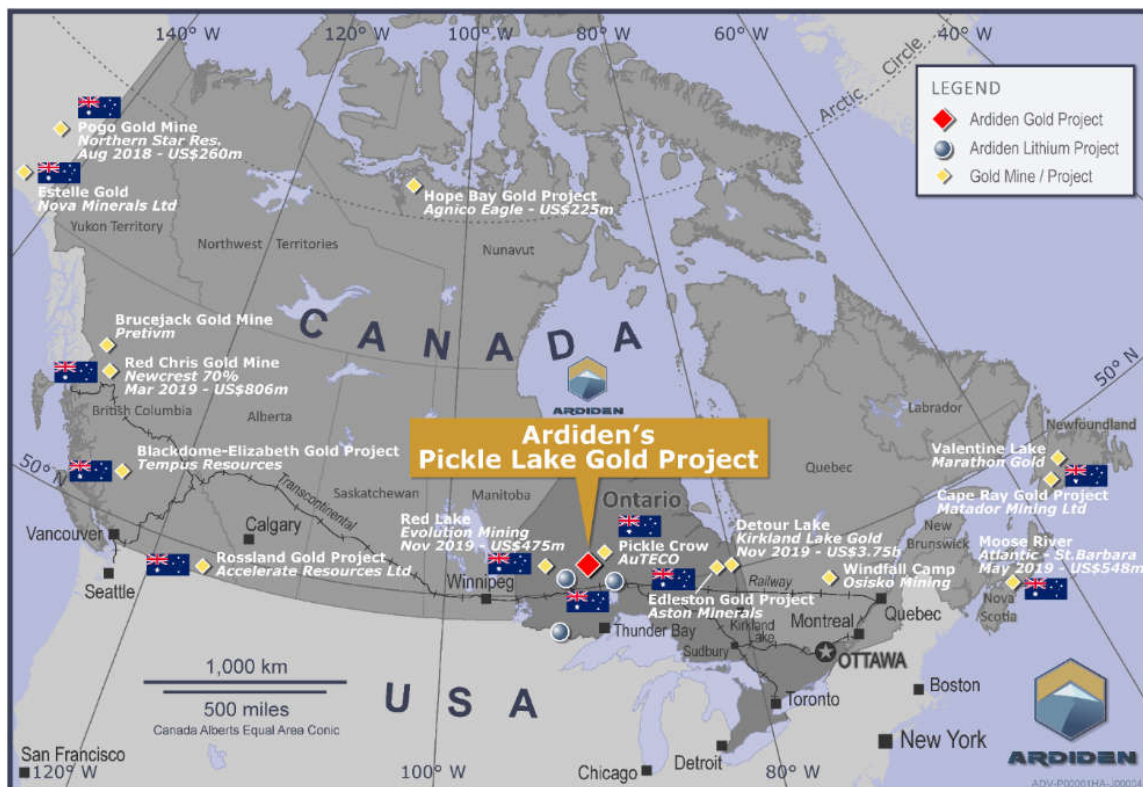 140° W
120° W
100° W
80° W
60° W
40° W
Circle
Arctic
LEGEND
Ardiden Gold Project
Ardiden Lithium Project
Gold Mine / Project
Pogo Gold Mine
Northern Star Res.
Aug 2018 - US$260m
Estelle Gold
Nova Minerals Ltd
Yukon Territory
Hope Bay Gold Project
Agnico Eagle - US$225m
Northwest Territories
Nunavut
CANADA
Brucejack Gold Mine
Pretivm
Red Chris Gold Mine
Newcrest 70%
Mar 2019 - US$806m
British Columbia
Alberta
ARDIDEN
Ardiden's
Pickle Lake Gold Project
50° N
Labrador
Newfoundland
Quebec
Valentine Lake
Marathon Gold
Cape Ray Gold Project
Matador Mining Ltd
Blackdome-Elizabeth Gold Project
Tempus Resources
50° N
Transcontinental
Saskatchewan
Manitoba
Ontario
Red Lake
Evolution Mining
Nov 2019 - US$475m
Pickle Crow
AuTECO
Detour Lake
Kirkland Lake Gold
Nov 2019 - US$3.75b
New
Brunswick
Moose River
Atlantic - St.Barbara
May 2019 - US$548m
Vancouver
Calgary
Rossland Gold Project
Accelerate Resources Ltd
Seattle
Winnipeg
Railway
Windfall Camp
Osisko Mining
Edleston Gold Project
Aston Minerals
Nova
Scotia
Quebec
Montreal
Thunder Bay
Kirkland
Lake
Sudbury
OTTAWA
1,000 km
500 miles
Canada Alberts Equal Area Conic
USA
Toronto
Boston
New York
San Francisco
120° W
100° W
Chicago
Detroit
80° W
ARDIDEN
ADV-P00001HA-J00024